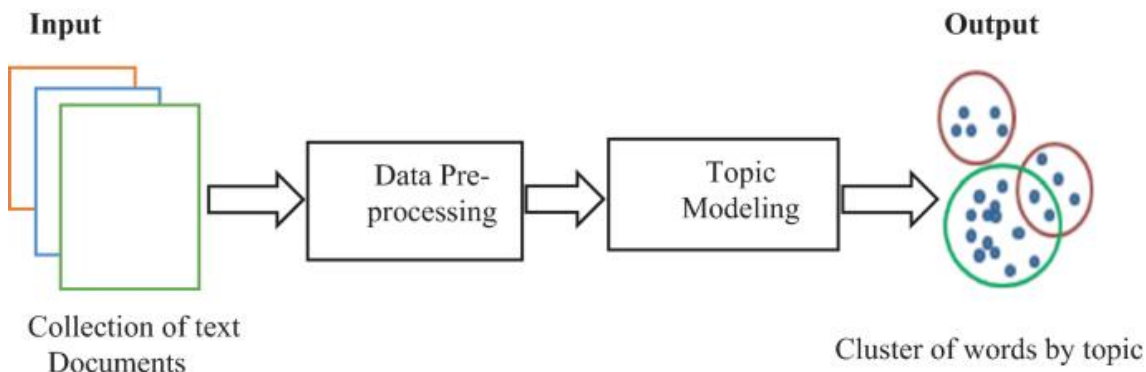 Input
Output
Data Pre-
processing
Topic
Modeling
Collection of text
Documents
Cluster of words by topic